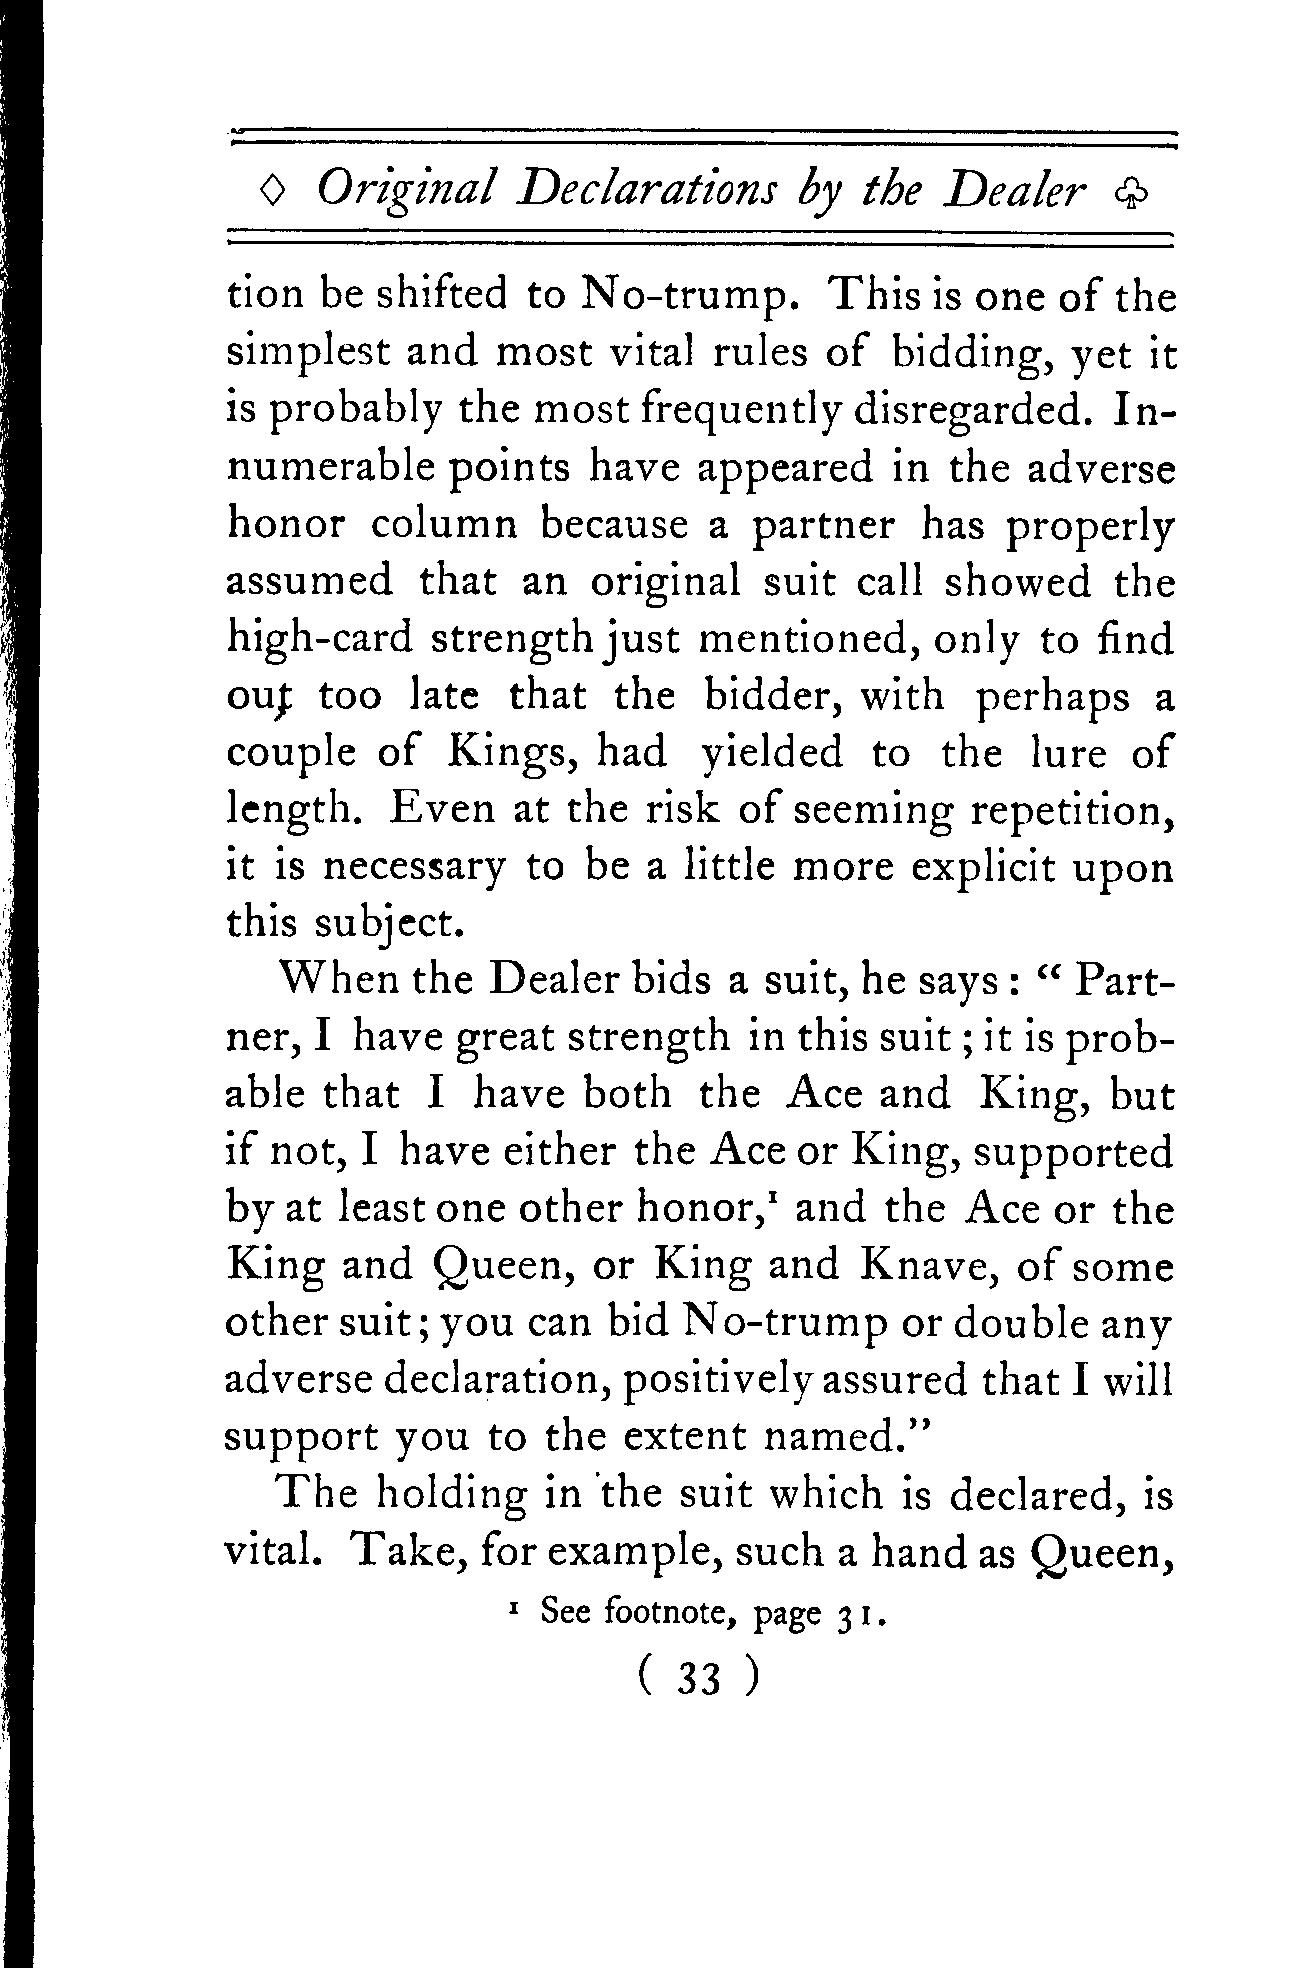 ◊ Original Declarations by the Dealer ♧
tion be shifted to No-trump. This is one of the
simplest and most vital rules of bidding, yet it
is probably the most frequently disregarded. In-
numerable points have appeared in the adverse
honor column because a partner has properly
assumed that an original suit call showed the
high-card strength just mentioned, only to find
out too late that the bidder, with perhaps a
couple of Kings, had yielded to the lure of
length. Even at the risk of seeming repetition,
it is necessary to be a little more explicit upon
this subject.
When the Dealer bids a suit, he says : “ Part-
ner, I have great strength in this suit ; it is prob-
able that I have both the Ace and King, but
if not, I have either the Ace or King, supported
by at least one other honor,¹ and the Ace or the
King and Queen, or King and Knave, of some
other suit ; you can bid No-trump or double any
adverse declaration, positively assured that I will
support you to the extent named.”
The holding in the suit which is declared, is
vital. Take, for example, such a hand as Queen,
¹ See footnote, page 31.
( 33 )